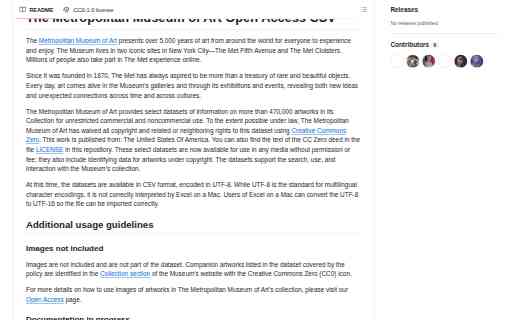 README
CC0-1.0 license
The Metropolitan Museum of Art Open Access CSV
The Metropolitan Museum of Art presents over 5,000 years of art from around the world for everyone to experience
and enjoy. The Museum lives in two iconic sites in New York City—The Met Fifth Avenue and The Met Cloisters.
Millions of people also take part in The Met experience online.
Since it was founded in 1870, The Met has always aspired to be more than a treasury of rare and beautiful objects.
Every day, art comes alive in the Museum's galleries and through its exhibitions and events, revealing both new ideas
and unexpected connections across time and across cultures.
The Metropolitan Museum of Art provides select datasets of information on more than 470,000 artworks in its
Collection for unrestricted commercial and noncommercial use. To the extent possible under law, The Metropolitan
Museum of Art has waived all copyright and related or neighboring rights to this dataset using Creative Commons
Zero. This work is published from: The United States Of America. You can also find the text of the CC Zero deed in the
file LICENSE in this repository. These select datasets are now available for use in any media without permission or
fee; they also include identifying data for artworks under copyright. The datasets support the search, use, and
interaction with the Museum's collection.
At this time, the datasets are available in CSV format, encoded in UTF-8. While UTF-8 is the standard for multilingual
character encodings, it is not correctly interpreted by Excel on a Mac. Users of Excel on a Mac can convert the UTF-8
to UTF-16 so the file can be imported correctly.
Additional usage guidelines
Images not included
Images are not included and are not part of the dataset. Companion artworks listed in the dataset covered by the
policy are identified in the Collection section of the Museum's website with the Creative Commons Zero (CC0) icon.
For more details on how to use images of artworks in The Metropolitan Museum of Art's collection, please visit our
Open Access page.
Documentation in progress
Releases
No releases published
Contributors 6